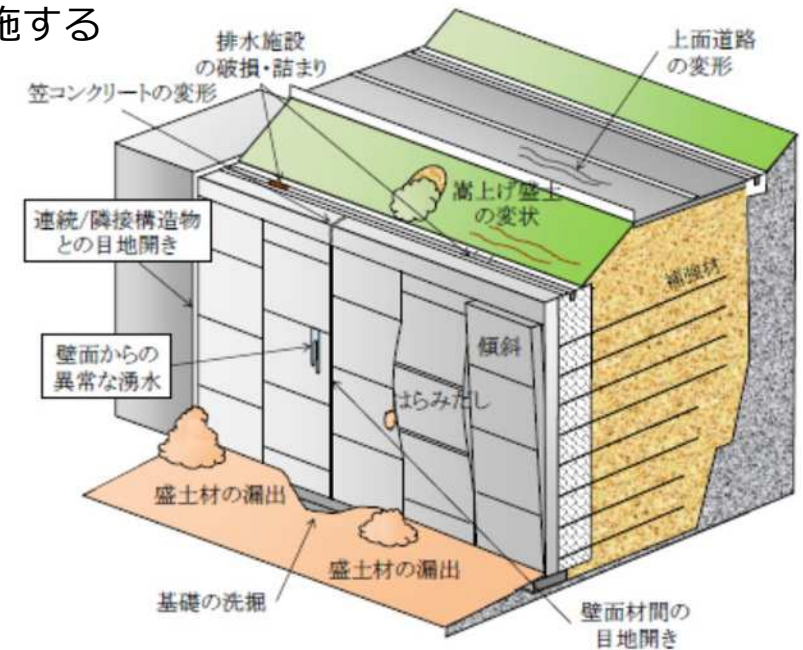 施する
排水施設
の破損・詰まり
上面道路
の変形
笠コンクリートの変形
嵩上げ盛土
の変状
連続/隣接構造物
との目地開き
補強材
壁面からの
異常な湧水
傾斜
はらみだし
盛土材の漏出
盛土材の漏出
基礎の洗掘
壁面材間の
目地開き